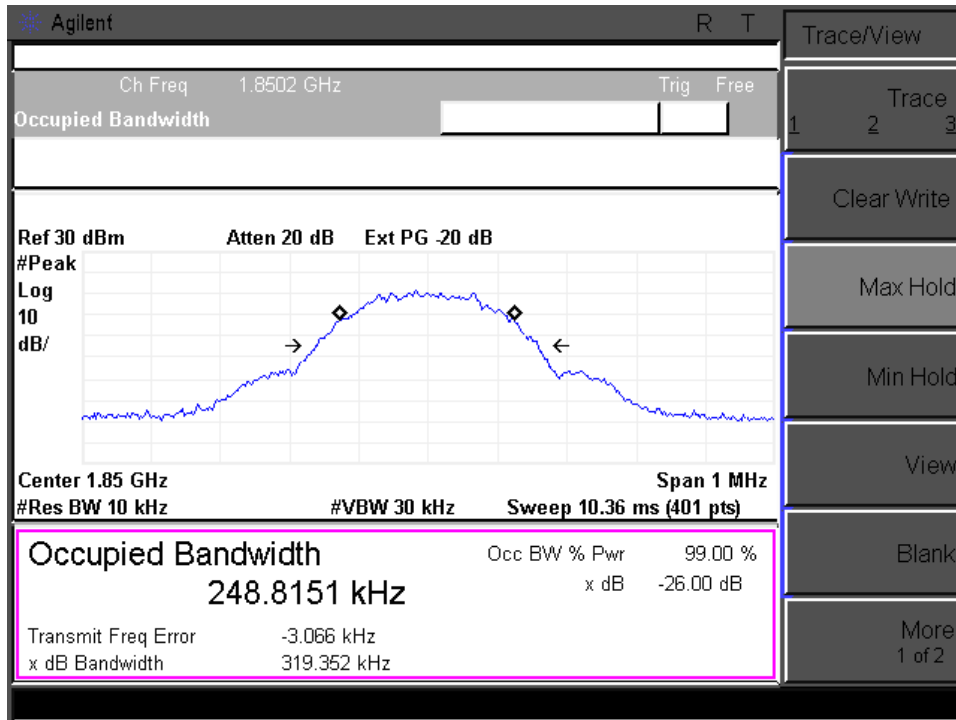 Agilent R T
Trace/View
Ch Freq 1.8502 GHz Trig Free
Occupied Bandwidth
Trace
1 2 3
Clear Write
Ref 30 dBm Atten 20 dB Ext PG -20 dB
#Peak
Log
10
dB/
Max Hold
Min Hold
Center 1.85 GHz Span 1 MHz
#Res BW 10 kHz #VBW 30 kHz Sweep 10.36 ms (401 pts)
View
Occupied Bandwidth Occ BW % Pwr 99.00 %
248.8151 kHz x dB -26.00 dB
Blank
Transmit Freq Error -3.066 kHz
x dB Bandwidth 319.352 kHz
More
1 of 2